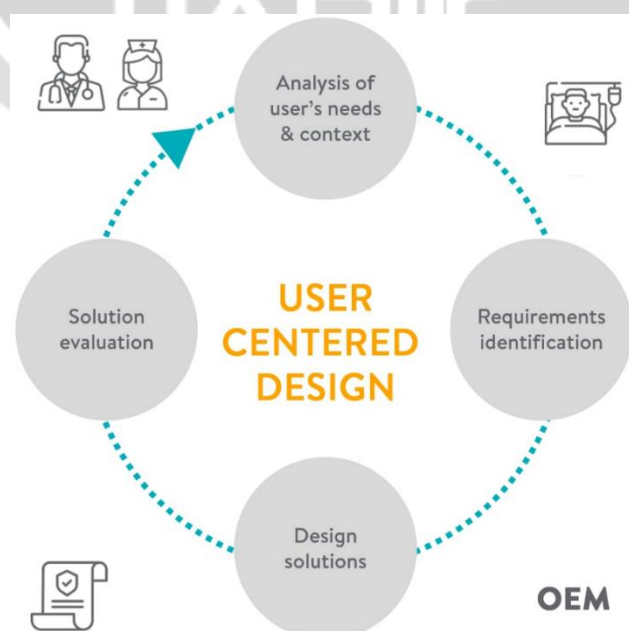 Analysis of
user's needs
& context
Requirements
identification
USER
CENTERED
DESIGN
Solution
evaluation
Design
solutions
OEM